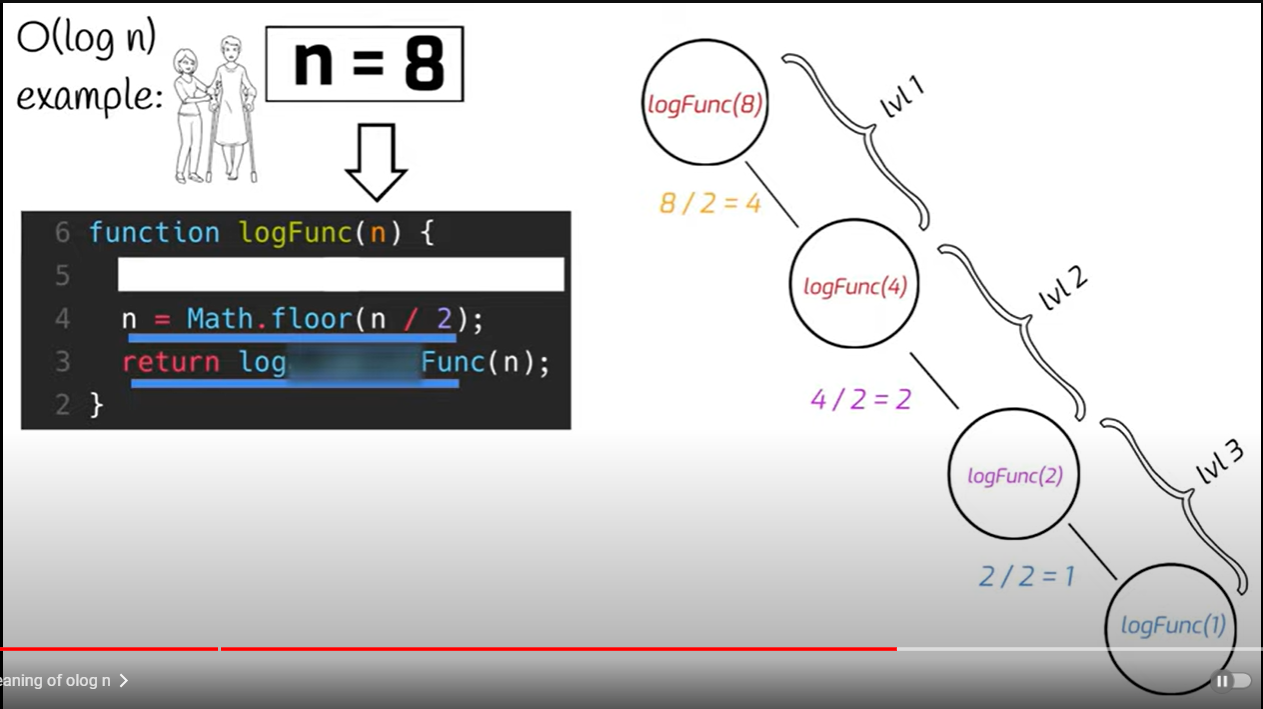 O(log n)
example:
n = 8
6 function logFunc(n) {
5
4 n = Math.floor(n / 2);
3 return log Func(n);
2 }
logFunc(8)
lvl 1
8 / 2 = 4
logFunc(4)
lvl 2
4 / 2 = 2
logFunc(2)
lvl 3
2 / 2 = 1
logFunc(1)
eaning of olog n >